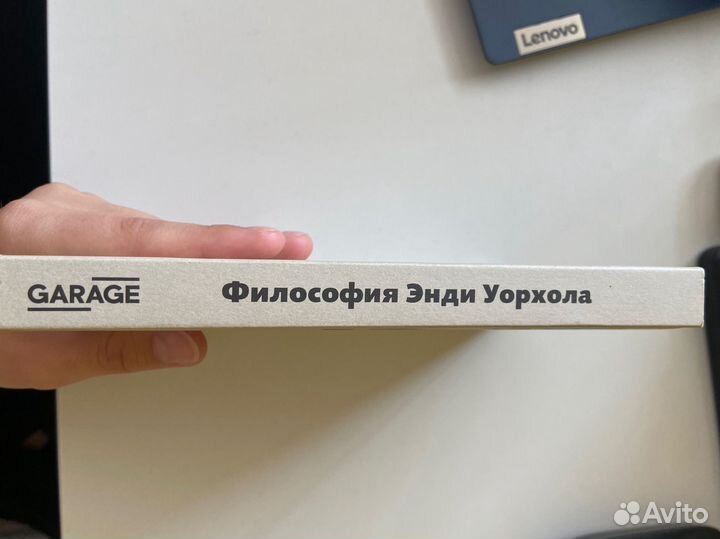 Lenovo
GARAGE
Философия Энди Уорхола
Avito